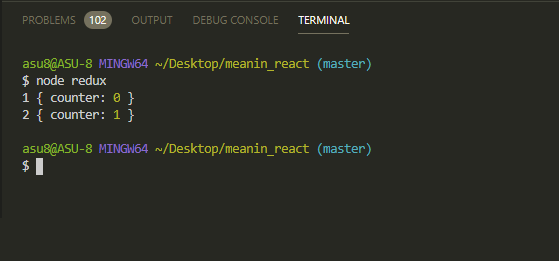 PROBLEMS 102 OUTPUT DEBUG CONSOLE TERMINAL
asu8@ASU-8 MINGW64 ~/Desktop/meanin_react (master)
$ node redux
1 { counter: 0 }
2 { counter: 1 }
asu8@ASU-8 MINGW64 ~/Desktop/meanin_react (master)
$